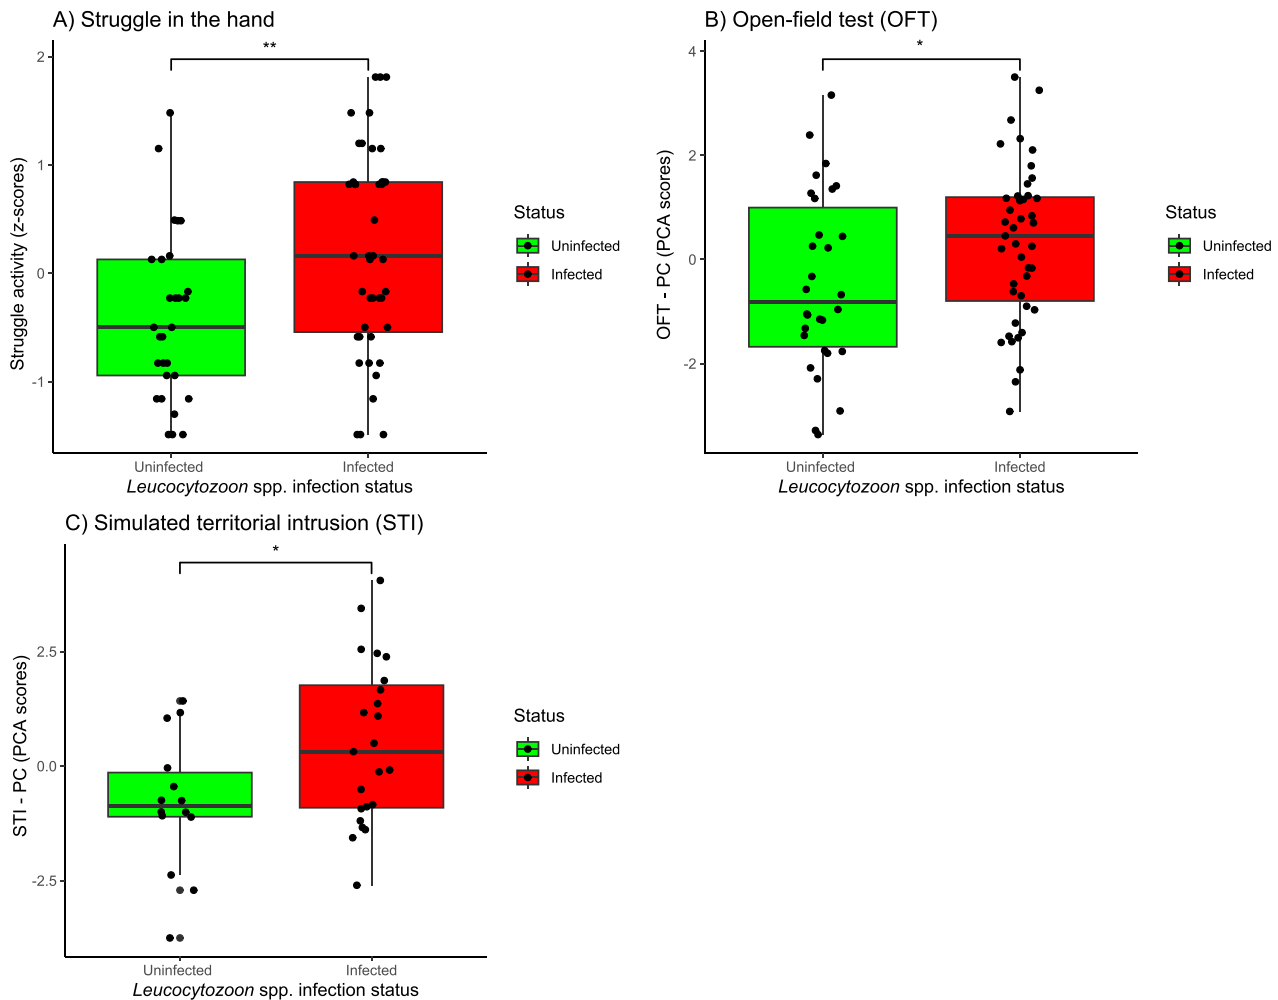 A) Struggle in the hand
**
2
1
0
-1
Struggle activity (z-scores)
Uninfected
Infected
Leucocytozoon spp. infection status
Status
Uninfected
Infected
B) Open-field test (OFT)
*
4
2
0
-2
OFT - PC (PCA scores)
Uninfected
Infected
Leucocytozoon spp. infection status
Status
Uninfected
Infected
C) Simulated territorial intrusion (STI)
*
2.5
0.0
-2.5
STI - PC (PCA scores)
Uninfected
Infected
Leucocytozoon spp. infection status
Status
Uninfected
Infected